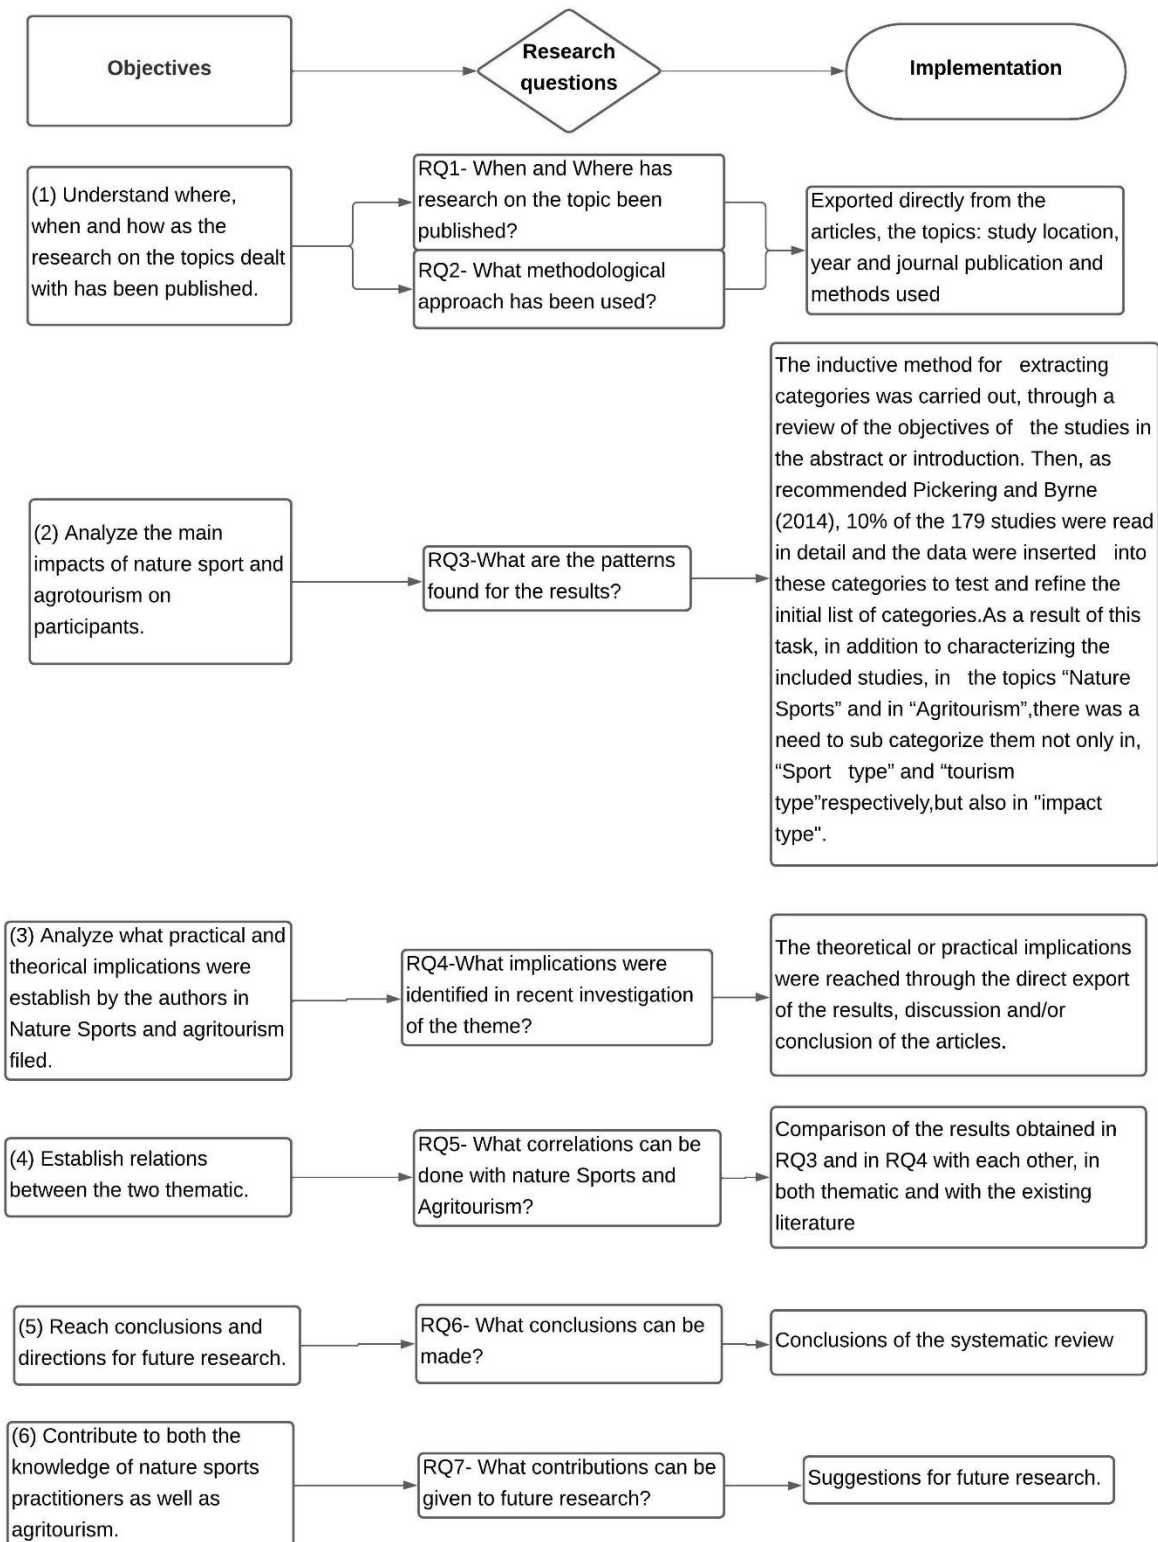 Objectives
Research
questions
Implementation
(1) Understand where,
when and how as the
research on the topics dealt
with has been published.
RQ1- When and Where has
research on the topic been
published?
RQ2- What methodological
approach has been used?
Exported directly from the
articles, the topics: study location,
year and journal publication and
methods used
(2) Analyze the main
impacts of nature sport and
agrotourism on
participants.
RQ3-What are the patterns
found for the results?
The inductive method for extracting
categories was carried out, through a
review of the objectives of the studies in
the abstract or introduction. Then, as
recommended Pickering and Byrne
(2014), 10% of the 179 studies were read
in detail and the data were inserted into
these categories to test and refine the
initial list of categories.As a result of this
task, in addition to characterizing the
included studies, in the topics “Nature
Sports” and in “Agritourism”,there was a
need to sub categorize them not only in,
“Sport type” and “tourism
type”respectively,but also in "impact
type".
(3) Analyze what practical and
theorical implications were
establish by the authors in
Nature Sports and agritourism
filed.
RQ4-What implications were
identified in recent investigation
of the theme?
The theoretical or practical implications
were reached through the direct export
of the results, discussion and/or
conclusion of the articles.
(4) Establish relations
between the two thematic.
RQ5- What correlations can be
done with nature Sports and
Agritourism?
Comparison of the results obtained in
RQ3 and in RQ4 with each other, in
both thematic and with the existing
literature
(5) Reach conclusions and
directions for future research.
RQ6- What conclusions can be
made?
Conclusions of the systematic review
(6) Contribute to both the
knowledge of nature sports
practitioners as well as
agritourism.
RQ7- What contributions can be
given to future research?
Suggestions for future research.